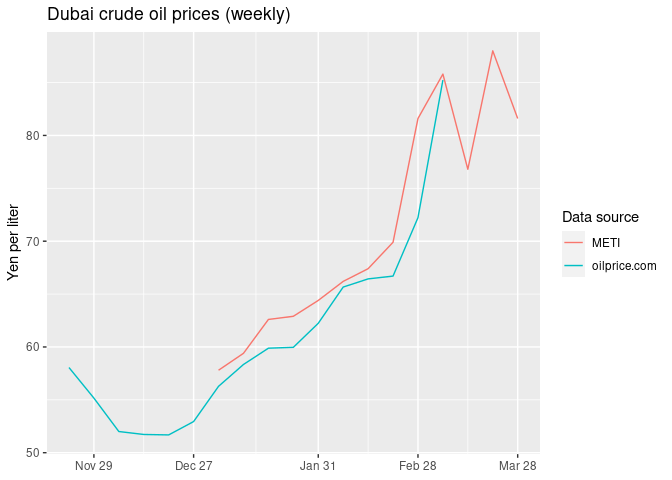 Dubai crude oil prices (weekly)
Yen per liter
80
70
60
50
Nov 29
Dec 27
Jan 31
Feb 28
Mar 28
Data source
METI
oilprice.com